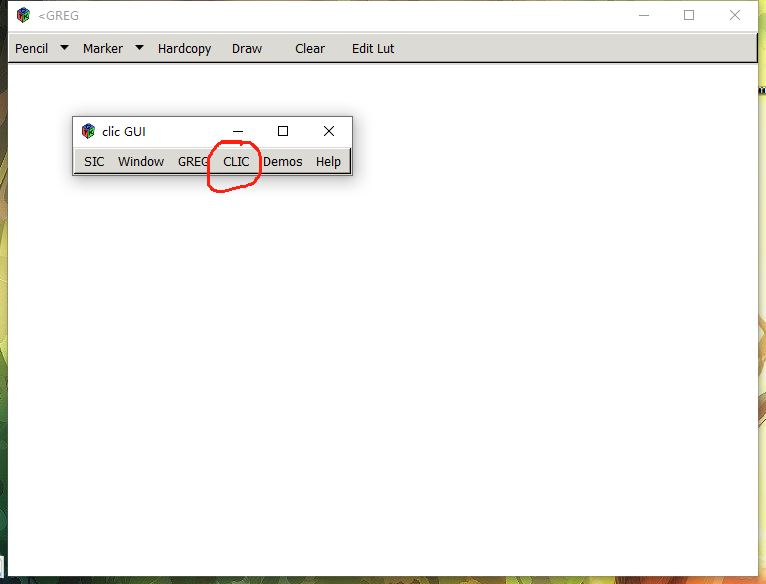 <GREG
Pencil Marker Hardcopy Draw Clear Edit Lut
clic GUI
SIC Window GREG CLIC Demos Help